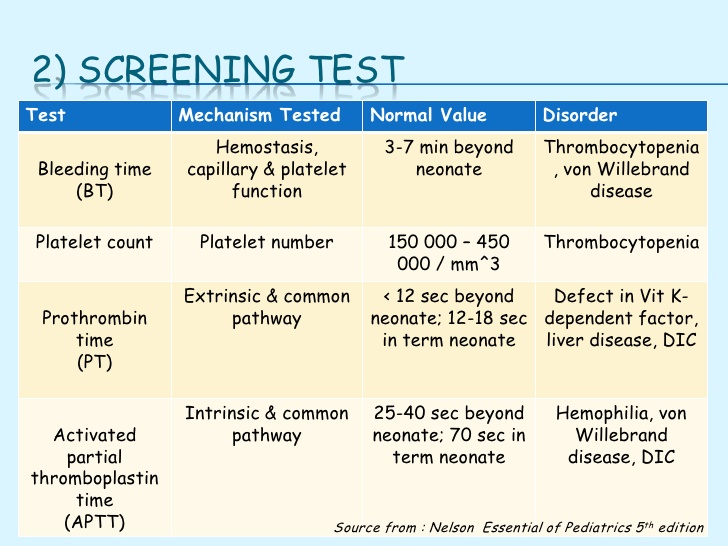 2) SCREENING TEST
Test
Mechanism Tested
Normal Value
Disorder
Bleeding time
(BT)
Hemostasis,
capillary & platelet
function
3-7 min beyond
neonate
Thrombocytopenia
, von Willebrand
disease
Platelet count
Platelet number
150 000 – 450
000 / mm^3
Thrombocytopenia
Prothrombin
time
(PT)
Extrinsic & common
pathway
< 12 sec beyond
neonate; 12-18 sec
in term neonate
Defect in Vit K-
dependent factor,
liver disease, DIC
Activated
partial
thromboplastin
time
(APTT)
Intrinsic & common
pathway
25-40 sec beyond
neonate; 70 sec in
term neonate
Hemophilia, von
Willebrand
disease, DIC
Source from : Nelson Essential of Pediatrics 5th edition